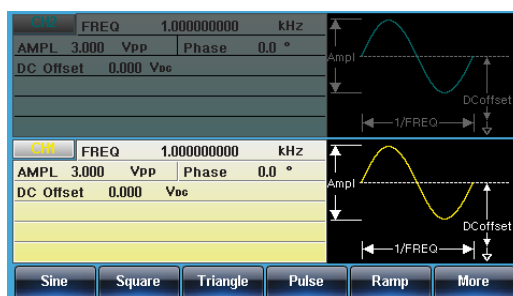 CH2 FREQ 1.000000000 kHz
AMPL 3.000 Vpp Phase 0.0 °
DC Offset 0.000 VDC
Ampl
DCoffset
1/FREQ
CH1 FREQ 1.000000000 kHz
AMPL 3.000 Vpp Phase 0.0 °
DC Offset 0.000 VDC
Ampl
DCoffset
1/FREQ
Sine Square Triangle Pulse Ramp More